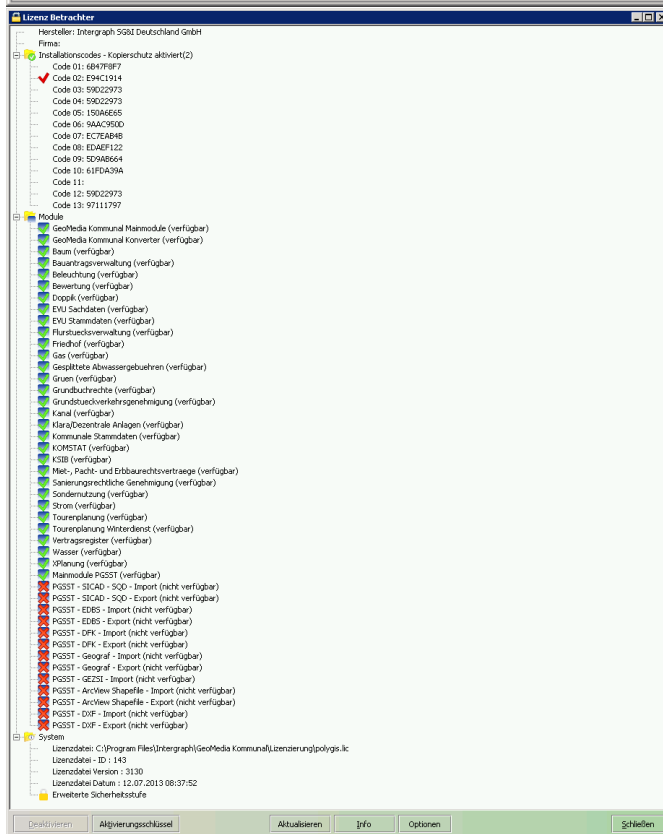 Lizenz Betrachter
Hersteller: Intergraph SG&I Deutschland GmbH
Firma:
Installationscodes - Kopierschutz aktiviert(2)
Code 01: 6B47F8F7
Code 02: E94C1914
Code 03: 59D22973
Code 04: 59D22973
Code 05: 150A6E65
Code 06: 9AAC950D
Code 07: EC7EAB4B
Code 08: EDAEF122
Code 09: 5D9AB664
Code 10: 61FDA39A
Code 11:
Code 12: 59D22973
Code 13: 97111797
Module
GeoMedia Kommunal Mainmodule (verfügbar)
GeoMedia Kommunal Konverter (verfügbar)
Baum (verfügbar)
Bauantragsverwaltung (verfügbar)
Beleuchtung (verfügbar)
Bewertung (verfügbar)
Doppik (verfügbar)
EVU Sachdaten (verfügbar)
EVU Stammdaten (verfügbar)
Flurstuecksverwaltung (verfügbar)
Friedhof (verfügbar)
Gas (verfügbar)
Gesplittete Abwassergebuehren (verfügbar)
Gruen (verfügbar)
Grundbuchrechte (verfügbar)
Grundstueckverkehrsgenehmigung (verfügbar)
Kanal (verfügbar)
Klara/Dezentrale Anlagen (verfügbar)
Kommunale Stammdaten (verfügbar)
KOMSTAT (verfügbar)
KSIB (verfügbar)
Miet-, Pacht- und Erbbaurechtsvertraege (verfügbar)
Sanierungsrechtliche Genehmigung (verfügbar)
Sondernutzung (verfügbar)
Strom (verfügbar)
Tourenplanung (verfügbar)
Tourenplanung Winterdienst (verfügbar)
Vertragsregister (verfügbar)
Wasser (verfügbar)
XPlanung (verfügbar)
Mainmodule PGSST (verfügbar)
PGSST - SICAD - SQD - Import (nicht verfügbar)
PGSST - SICAD - SQD - Export (nicht verfügbar)
PGSST - EDBS - Import (nicht verfügbar)
PGSST - EDBS - Export (nicht verfügbar)
PGSST - DFK - Import (nicht verfügbar)
PGSST - DFK - Export (nicht verfügbar)
PGSST - Geograf - Import (nicht verfügbar)
PGSST - Geograf - Export (nicht verfügbar)
PGSST - GEZSI - Import (nicht verfügbar)
PGSST - ArcView Shapefile - Import (nicht verfügbar)
PGSST - ArcView Shapefile - Export (nicht verfügbar)
PGSST - DXF - Import (nicht verfügbar)
PGSST - DXF - Export (nicht verfügbar)
System
Lizenzdatei: C:\Program Files\Intergraph\GeoMedia Kommunal\Lizenzierung\polygis.lic
Lizenzdatei - ID : 143
Lizenzdatei Version : 3130
Lizenzdatei Datum : 12.07.2013 08:37:52
Erweiterte Sicherheitsstufe
Deaktivieren Aktivierungsschlüssel Aktualisieren Info Optionen Schließen